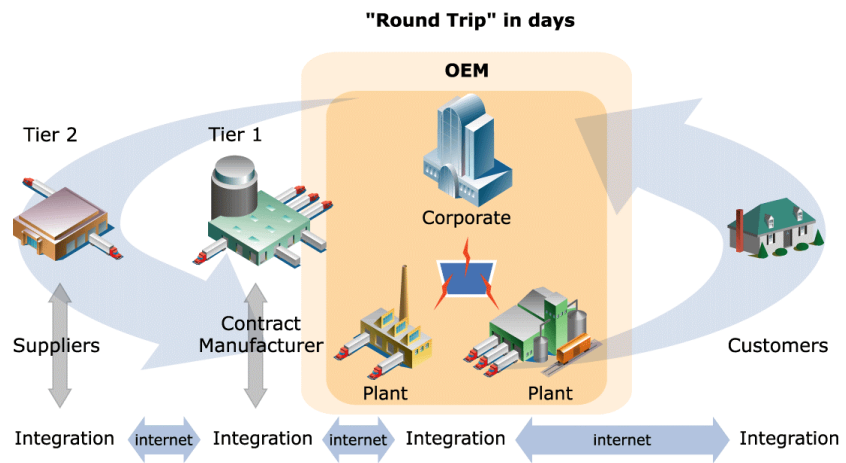 "Round Trip" in days
OEM
Tier 2
Tier 1
Corporate
Suppliers
Contract
Manufacturer
Customers
Plant
Plant
Integration
internet
Integration
internet
Integration
internet
Integration